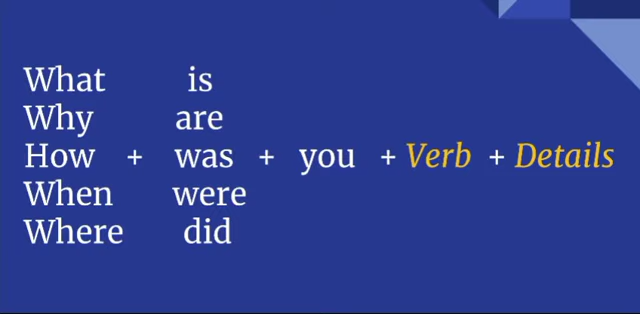 What is
Why are
How + was + you + Verb + Details
When were
Where did